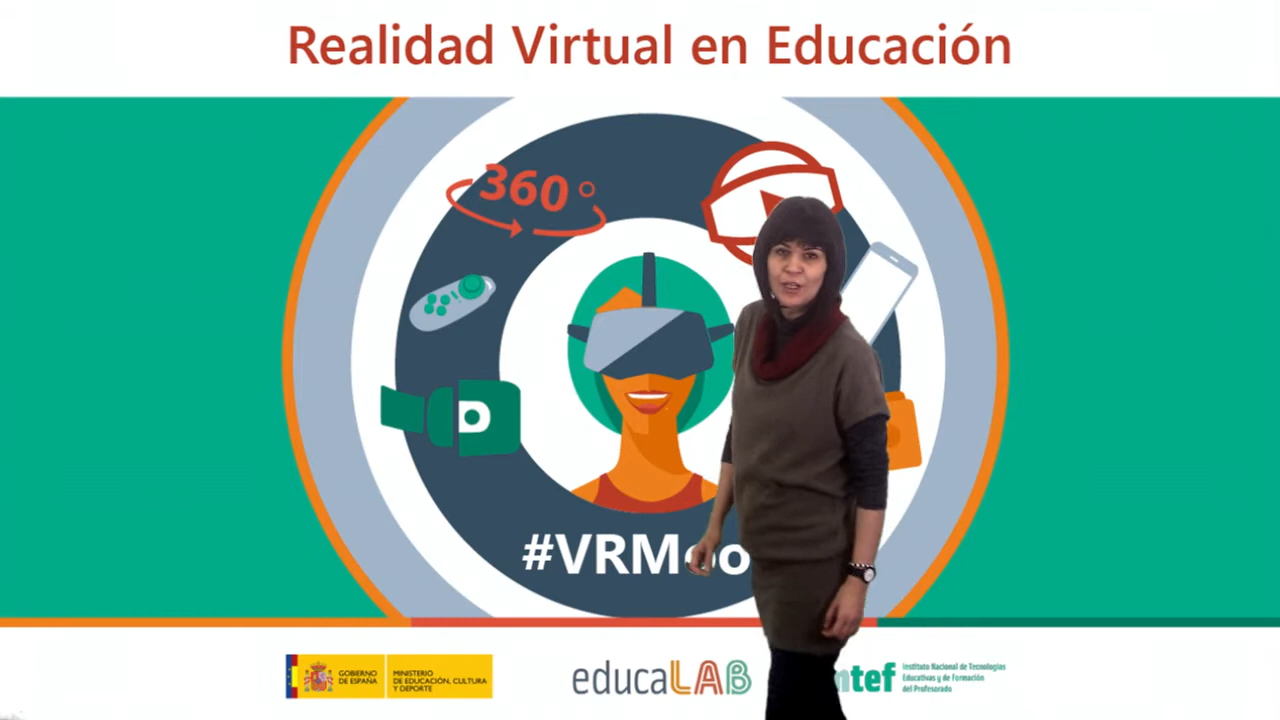 Realidad Virtual en Educación
360°
#VRMoo
GOBIERNO
DE ESPAÑA
MINISTERIO
DE EDUCACIÓN, CULTURA
Y DEPORTE
educaLAB
ntef
Instituto Nacional de Tecnologías
Educativas y de Formación
del Profesorado